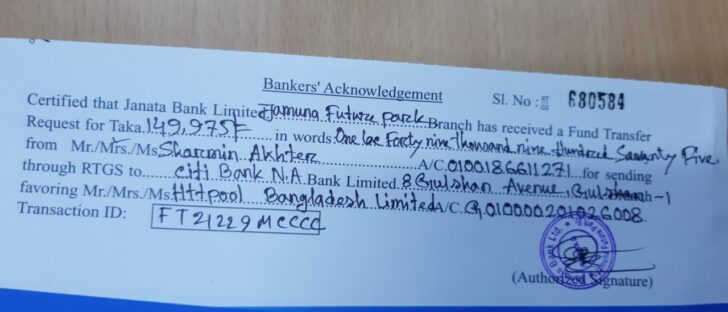 Bankers' Acknowledgement
Sl. No : 680584
Certified that Janata Bank Limited Jamuna Future Park Branch has received a Fund Transfer
Request for Taka 149,975/= in words One lac Forty nine Thousand nine Hundred Seventy Five
from Mr./Mrs./Ms Sharmin Akhter A/C. 0100186611271 for sending
through RTGS to Citi Bank N.A Bank Limited. 8 Gulshan Avenue, Gulshan-1
favoring Mr./Mrs./Ms. Httpool Bangladesh Limited A/C. G010000201026008
Transaction ID: FT21229MCCCC
(Authorized Signature)